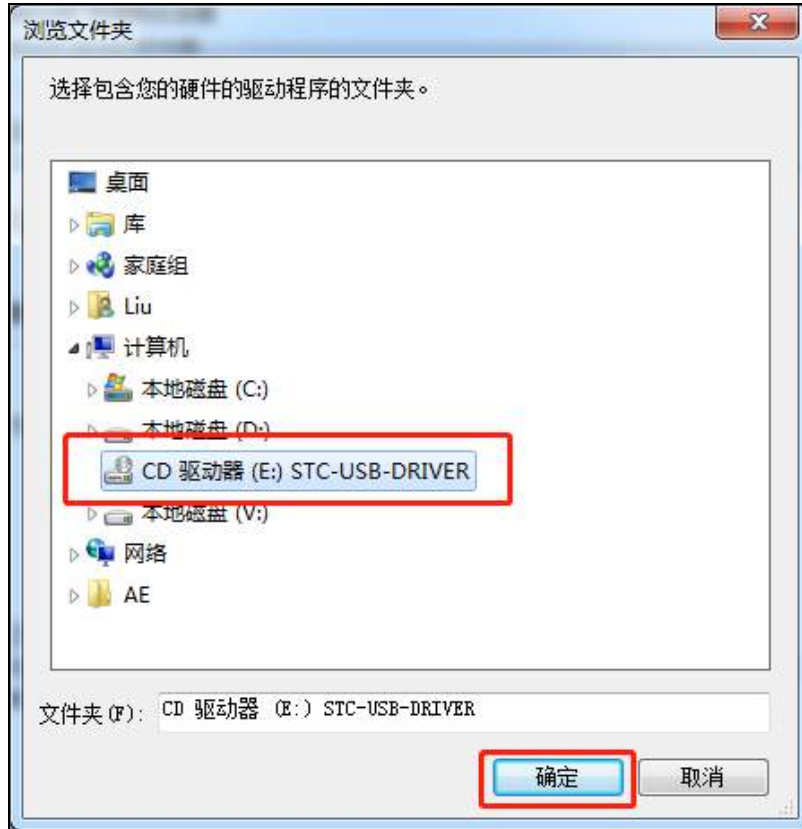 浏览文件夹
选择包含您的硬件的驱动程序的文件夹。
桌面
库
家庭组
Liu
计算机
本地磁盘 (C:)
本地磁盘 (D:)
CD 驱动器 (E:) STC-USB-DRIVER
本地磁盘 (V:)
网络
AE
文件夹(F): CD 驱动器 (E:) STC-USB-DRIVER
确定 取消